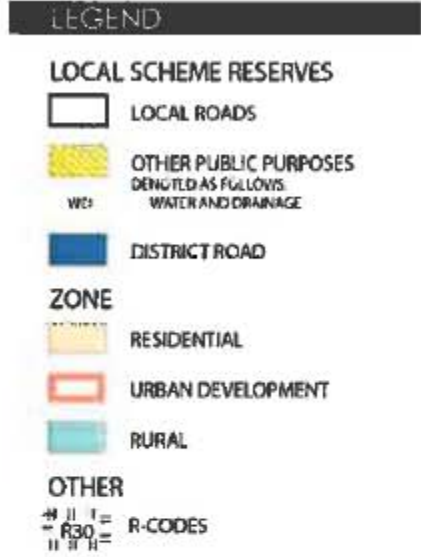 LEGEND
LOCAL SCHEME RESERVES
LOCAL ROADS
OTHER PUBLIC PURPOSES
DENOTED AS FOLLOWS:
WATER AND DRAINAGE
DISTRICT ROAD
ZONE
RESIDENTIAL
URBAN DEVELOPMENT
RURAL
OTHER
R30 R-CODES